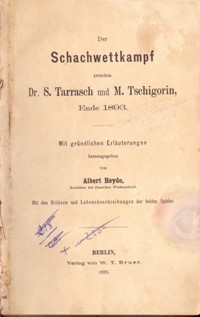 Der
Schachwettkampf
zwischen
Dr. S. Tarrasch und M. Tschigorin,
Ende 1893.
Mit gründlichen Erläuterungen
herausgegeben
von
Albert Heyde,
Mit den Bildern und Lebensbeschreibungen der beiden Spieler
BERLIN,
Verlag von W. T. Bruer.
1893.